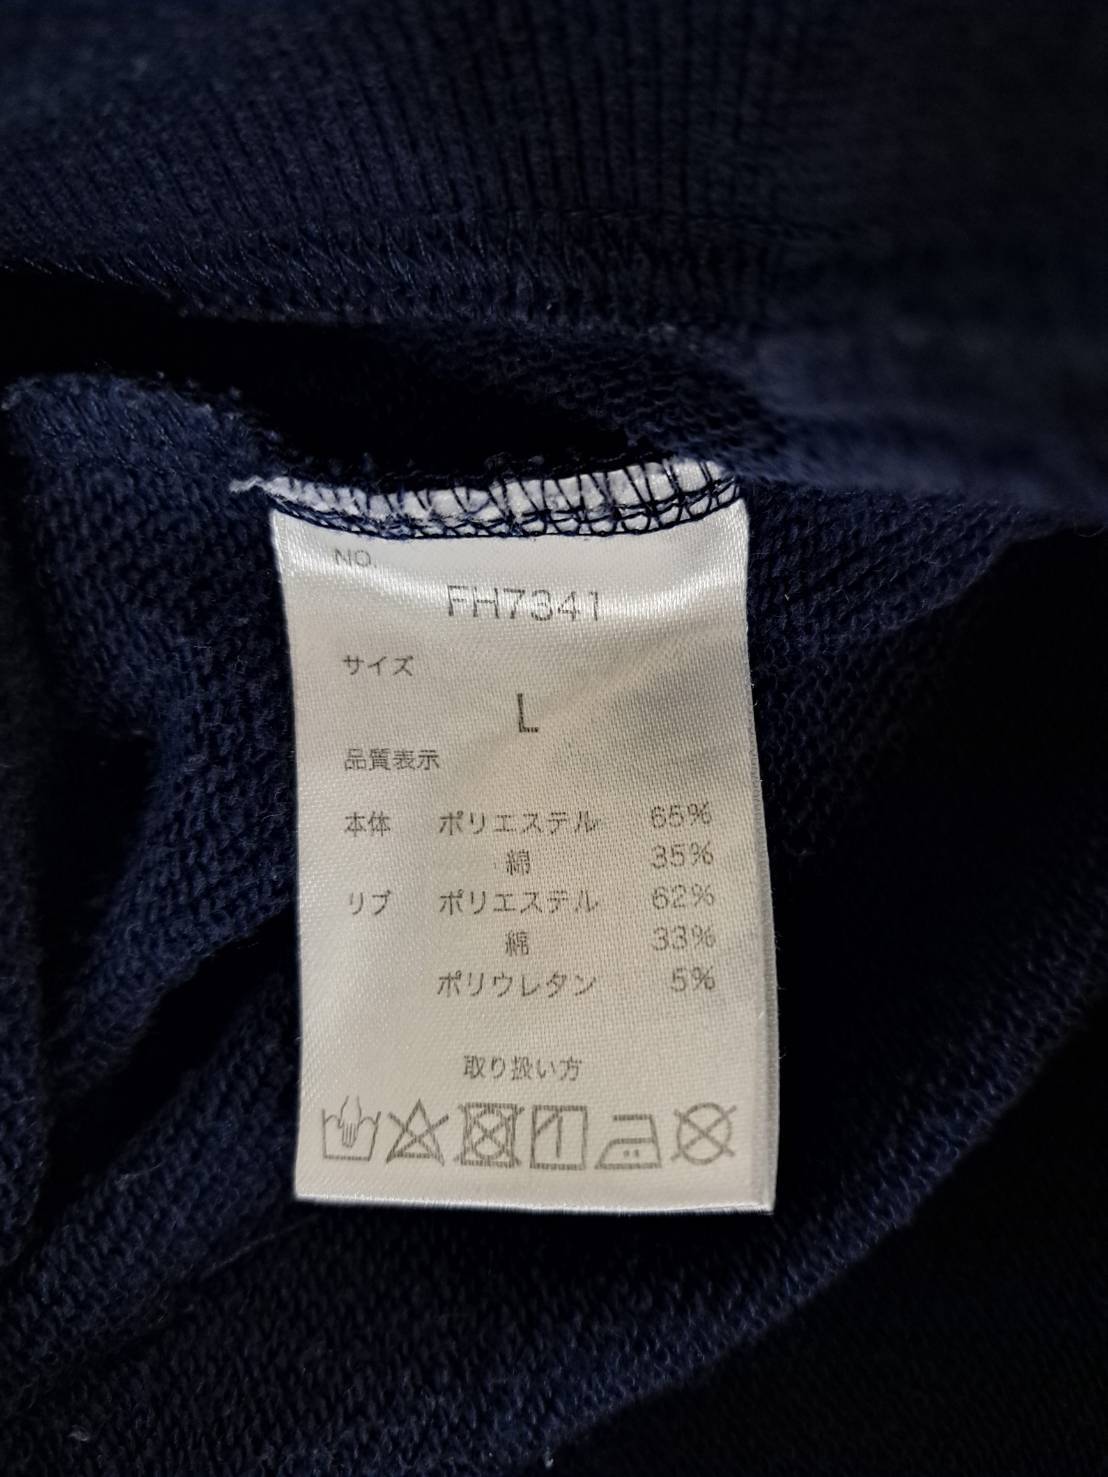 NO.
FH7341
サイズ
L
品質表示
本体 ポリエステル 65%
綿 35%
リブ ポリエステル 62%
綿 33%
ポリウレタン 5%
取り扱い方